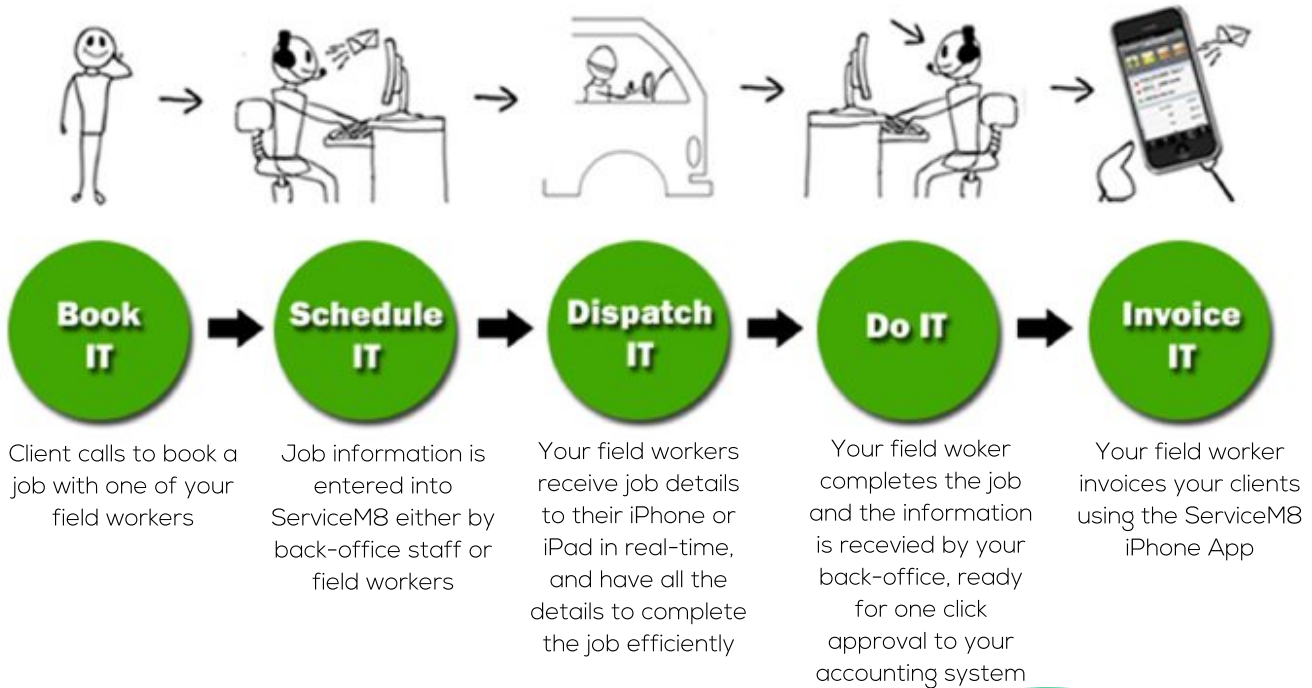 Book
IT
Schedule
IT
Dispatch
IT
Do IT
Invoice
IT
Client calls to book a
job with one of your
field workers
Job information is
entered into
ServiceM8 either by
back-office staff or
field workers
Your field workers
receive job details
to their iPhone or
iPad in real-time,
and have all the
details to complete
the job efficiently
Your field woker
completes the job
and the information
is recevied by your
back-office, ready
for one click
approval to your
accounting system
Your field worker
invoices your clients
using the ServiceM8
iPhone App